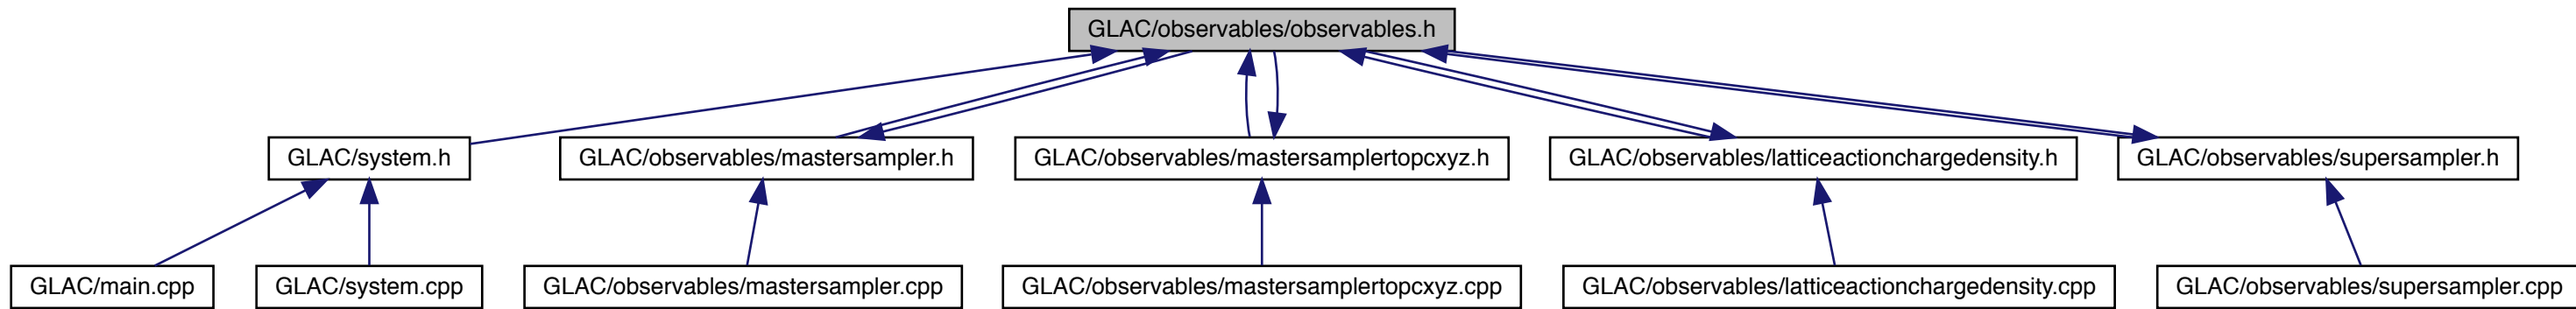 GLAC/observables/observables.h
GLAC/system.h
GLAC/observables/mastersampler.h
GLAC/observables/mastersamplertopcxyz.h
GLAC/observables/latticeactionchargedensity.h
GLAC/observables/supersampler.h
GLAC/main.cpp
GLAC/system.cpp
GLAC/observables/mastersampler.cpp
GLAC/observables/mastersamplertopcxyz.cpp
GLAC/observables/latticeactionchargedensity.cpp
GLAC/observables/supersampler.cpp